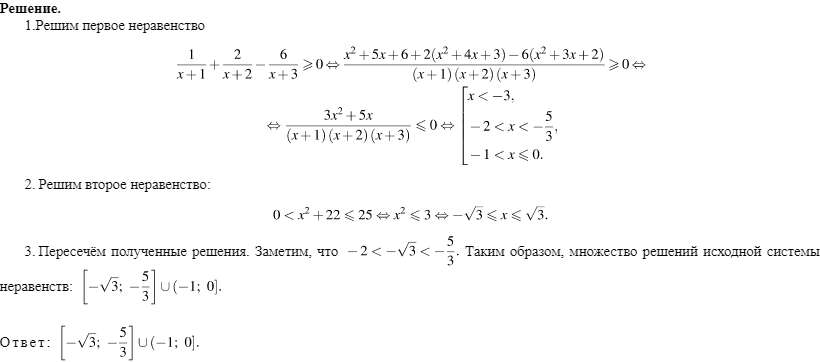 Решение.
1.Решим первое неравенство
1/(x+1) + 2/(x+2) − 6/(x+3) ⩾ 0 ⇔ (x² + 5x + 6 + 2(x² + 4x + 3) − 6(x² + 3x + 2))/((x+1)(x+2)(x+3)) ⩾ 0 ⇔
⇔ (3x² + 5x)/((x+1)(x+2)(x+3)) ⩽ 0 ⇔ [ x < −3,
−2 < x < −5/3,
−1 < x ⩽ 0.
2. Решим второе неравенство:
0 < x² + 22 ⩽ 25 ⇔ x² ⩽ 3 ⇔ −√3 ⩽ x ⩽ √3.
3. Пересечём полученные решения. Заметим, что −2 < −√3 < −5/3. Таким образом, множество решений исходной системы
неравенств: [−√3; −5/3] ∪ (−1; 0].
Ответ: [−√3; −5/3] ∪ (−1; 0].